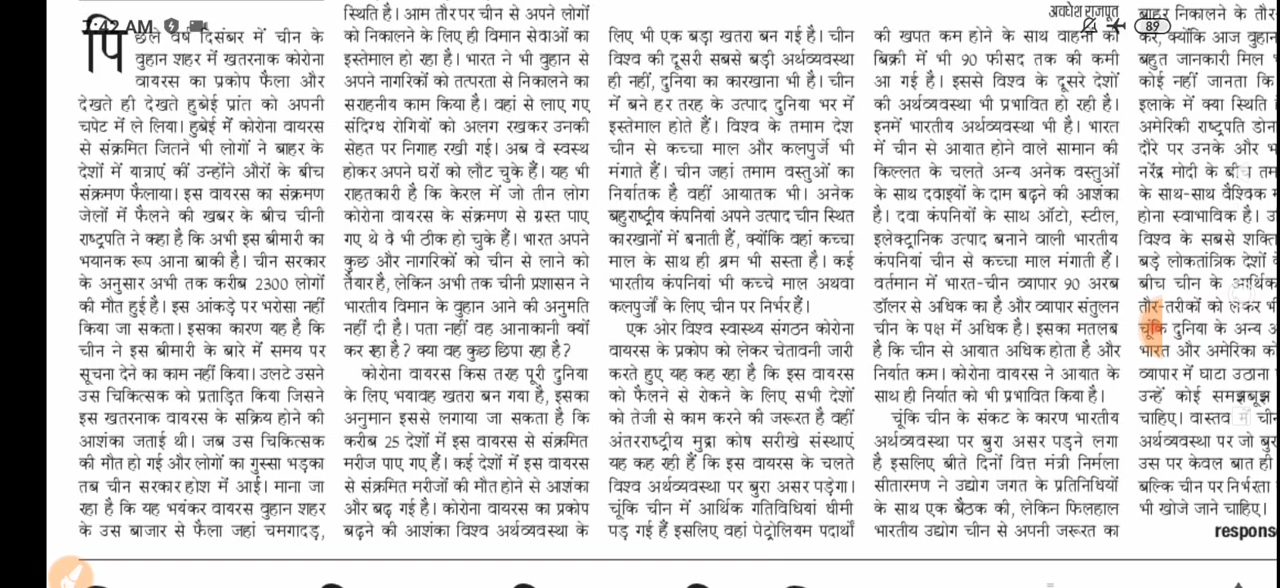 7:42 AM
89
अवधेश राजपूत
पिछले वर्ष दिसंबर में चीन के
वुहान शहर में खतरनाक कोरोना
वायरस का प्रकोप फैला और
देखते ही देखते हुबेई प्रांत को अपनी
चपेट में ले लिया। हुबेई में कोरोना वायरस
से संक्रमित जितने भी लोगों ने बाहर के
देशों में यात्राएं कीं उन्होंने औरों के बीच
संक्रमण फैलाया। इस वायरस का संक्रमण
जेलों में फैलने की खबर के बीच चीनी
राष्ट्रपति ने कहा है कि अभी इस बीमारी का
भयानक रूप आना बाकी है। चीन सरकार
के अनुसार अभी तक करीब 2300 लोगों
की मौत हुई है। इस आंकड़े पर भरोसा नहीं
किया जा सकता। इसका कारण यह है कि
चीन ने इस बीमारी के बारे में समय पर
सूचना देने का काम नहीं किया। उलटे उसने
उस चिकित्सक को प्रताड़ित किया जिसने
इस खतरनाक वायरस के सक्रिय होने की
आशंका जताई थी। जब उस चिकित्सक
की मौत हो गई और लोगों का गुस्सा भड़का
तब चीन सरकार होश में आई। माना जा
रहा है कि यह भयंकर वायरस वुहान शहर
के उस बाजार से फैला जहां चमगादड़,
स्थिति है। आम तौर पर चीन से अपने लोगों
को निकालने के लिए ही विमान सेवाओं का
इस्तेमाल हो रहा है। भारत ने भी वुहान से
अपने नागरिकों को तत्परता से निकालने का
सराहनीय काम किया है। वहां से लाए गए
संदिग्ध रोगियों को अलग रखकर उनकी
सेहत पर निगाह रखी गई। अब वे स्वस्थ
होकर अपने घरों को लौट चुके हैं। यह भी
राहतकारी है कि केरल में जो तीन लोग
कोरोना वायरस के संक्रमण से ग्रस्त पाए
गए थे वे भी ठीक हो चुके हैं। भारत अपने
कुछ और नागरिकों को चीन से लाने को
तैयार है, लेकिन अभी तक चीनी प्रशासन ने
भारतीय विमान के वुहान आने की अनुमति
नहीं दी है। पता नहीं वह आनाकानी क्यों
कर रहा है? क्या वह कुछ छिपा रहा है?
कोरोना वायरस किस तरह पूरी दुनिया
के लिए भयावह खतरा बन गया है, इसका
अनुमान इससे लगाया जा सकता है कि
करीब 25 देशों में इस वायरस से संक्रमित
मरीज पाए गए हैं। कई देशों में इस वायरस
से संक्रमित मरीजों की मौत होने से आशंका
और बढ़ गई है। कोरोना वायरस का प्रकोप
बढ़ने की आशंका विश्व अर्थव्यवस्था के
लिए भी एक बड़ा खतरा बन गई है। चीन
विश्व की दूसरी सबसे बड़ी अर्थव्यवस्था
ही नहीं, दुनिया का कारखाना भी है। चीन
में बने हर तरह के उत्पाद दुनिया भर में
इस्तेमाल होते हैं। विश्व के तमाम देश
चीन से कच्चा माल और कलपुर्जे भी
मंगाते हैं। चीन जहां तमाम वस्तुओं का
निर्यातक है वहीं आयातक भी। अनेक
बहुराष्ट्रीय कंपनियां अपने उत्पाद चीन स्थित
कारखानों में बनाती हैं, क्योंकि वहां कच्चा
माल के साथ ही श्रम भी सस्ता है। कई
भारतीय कंपनियां भी कच्चे माल अथवा
कलपुर्जों के लिए चीन पर निर्भर हैं।
एक ओर विश्व स्वास्थ्य संगठन कोरोना
वायरस के प्रकोप को लेकर चेतावनी जारी
करते हुए यह कह रहा है कि इस वायरस
को फैलने से रोकने के लिए सभी देशों
को तेजी से काम करने की जरूरत है वहीं
अंतरराष्ट्रीय मुद्रा कोष सरीखे संस्थाएं
यह कह रही हैं कि इस वायरस के चलते
विश्व अर्थव्यवस्था पर बुरा असर पड़ेगा।
चूंकि चीन में आर्थिक गतिविधियां धीमी
पड़ गई हैं इसलिए वहां पेट्रोलियम पदार्थों
की खपत कम होने के साथ वाहनों की
बिक्री में भी 90 फीसद तक की कमी
आ गई है। इससे विश्व के दूसरे देशों
की अर्थव्यवस्था भी प्रभावित हो रही है।
इनमें भारतीय अर्थव्यवस्था भी है। भारत
में चीन से आयात होने वाले सामान की
किल्लत के चलते अन्य अनेक वस्तुओं
के साथ दवाइयों के दाम बढ़ने की आशंका
है। दवा कंपनियों के साथ ऑटो, स्टील,
इलेक्ट्रानिक उत्पाद बनाने वाली भारतीय
कंपनियां चीन से कच्चा माल मंगाती हैं।
वर्तमान में भारत-चीन व्यापार 90 अरब
डॉलर से अधिक का है और व्यापार संतुलन
चीन के पक्ष में अधिक है। इसका मतलब
है कि चीन से आयात अधिक होता है और
निर्यात कम। कोरोना वायरस ने आयात के
साथ ही निर्यात को भी प्रभावित किया है।
चूंकि चीन के संकट के कारण भारतीय
अर्थव्यवस्था पर बुरा असर पड़ने लगा
है इसलिए बीते दिनों वित्त मंत्री निर्मला
सीतारमण ने उद्योग जगत के प्रतिनिधियों
के साथ एक बैठक की, लेकिन फिलहाल
भारतीय उद्योग चीन से अपनी जरूरत का
बाहर निकालने के तौर
कर, क्योंकि आज वुहान
बहुत जानकारी मिल
कोई नहीं जानता कि
इलाके में क्या स्थिति
अमेरिकी राष्ट्रपति डोन
दौरे पर उनके और भ
नरेंद्र मोदी के बीच तम
के साथ-साथ वैश्विक
होना स्वाभाविक है। उ
विश्व के सबसे शक्ति
बड़े लोकतांत्रिक देशों
बीच चीन के आर्थिक
तौर-तरीकों को लेकर भ
चूंकि दुनिया के अन्य
भारत और अमेरिका को
व्यापार में घाटा उठाना
उन्हें कोई समझबूझ
चाहिए। वास्तव में चीन
अर्थव्यवस्था पर जो बुर
उस पर केवल बात ही
बल्कि चीन पर निर्भरता
भी खोजे जाने चाहिए।
respons